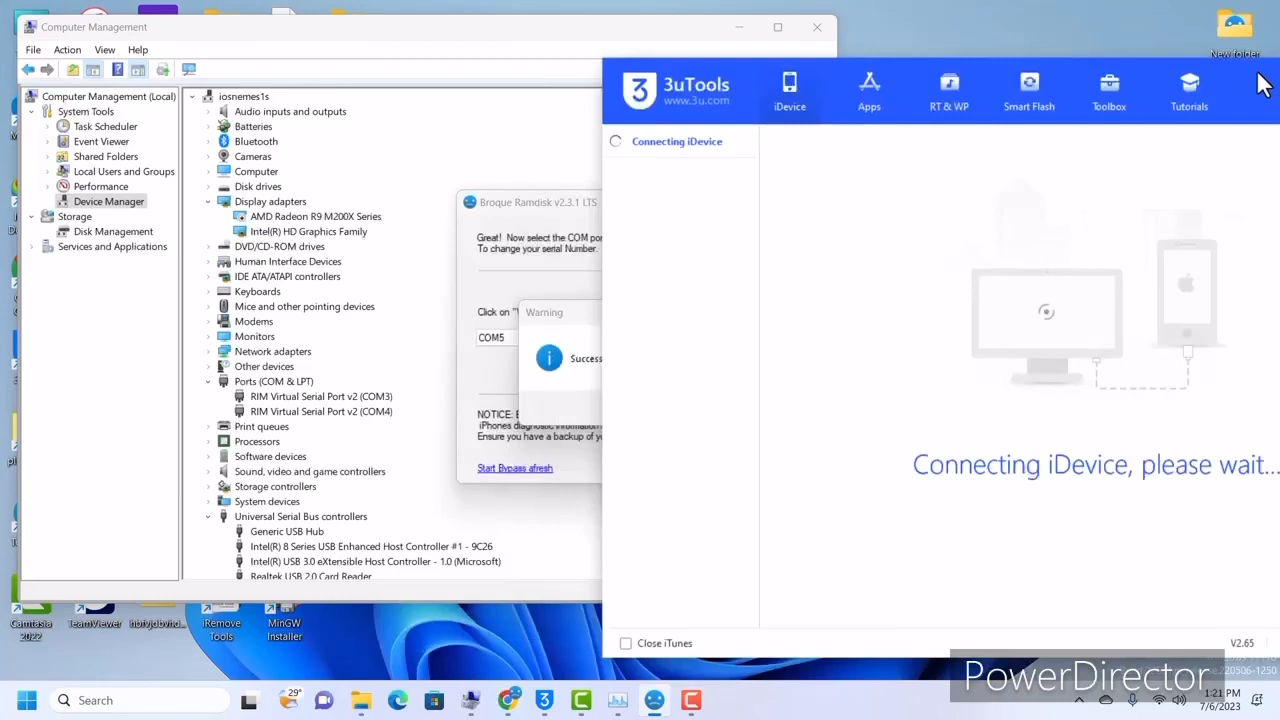 Computer Management
File Action View Help
Computer Management (Local)
System Tools
Task Scheduler
Event Viewer
Shared Folders
Local Users and Groups
Performance
Device Manager
Storage
Disk Management
Services and Applications
iosnemes1s
Audio inputs and outputs
Batteries
Bluetooth
Cameras
Computer
Disk drives
Display adapters
AMD Radeon R9 M200X Series
Intel(R) HD Graphics Family
DVD/CD-ROM drives
Human Interface Devices
IDE ATA/ATAPI controllers
Keyboards
Mice and other pointing devices
Modems
Monitors
Network adapters
Other devices
Ports (COM & LPT)
RIM Virtual Serial Port v2 (COM3)
RIM Virtual Serial Port v2 (COM4)
Print queues
Processors
Software devices
Sound, video and game controllers
Storage controllers
System devices
Universal Serial Bus controllers
Generic USB Hub
Intel(R) 8 Series USB Enhanced Host Controller #1 - 9C26
Intel(R) USB 3.0 eXtensible Host Controller - 1.0 (Microsoft)
Realtek USB 2.0 Card Reader
Broque Ramdisk v2.3.1 LTS
Great! Now select the COM por
To change your serial Number.
Click on "
COM5
Warning
Success
NOTICE:
iPhones diagnostic information
Ensure you have a backup of yo
Start Bypass afresh
New folder
3 3uTools
www.3u.com
iDevice
Apps
RT & WP
Smart Flash
Toolbox
Tutorials
Connecting iDevice
Connecting iDevice, please wait...
Close iTunes
V2.65
Camtasia
2022
TeamViewer
iRemove
Tools
MinGW
Installer
220506-1250
PowerDirector
Search
29°
3
1:21 PM
7/6/2023